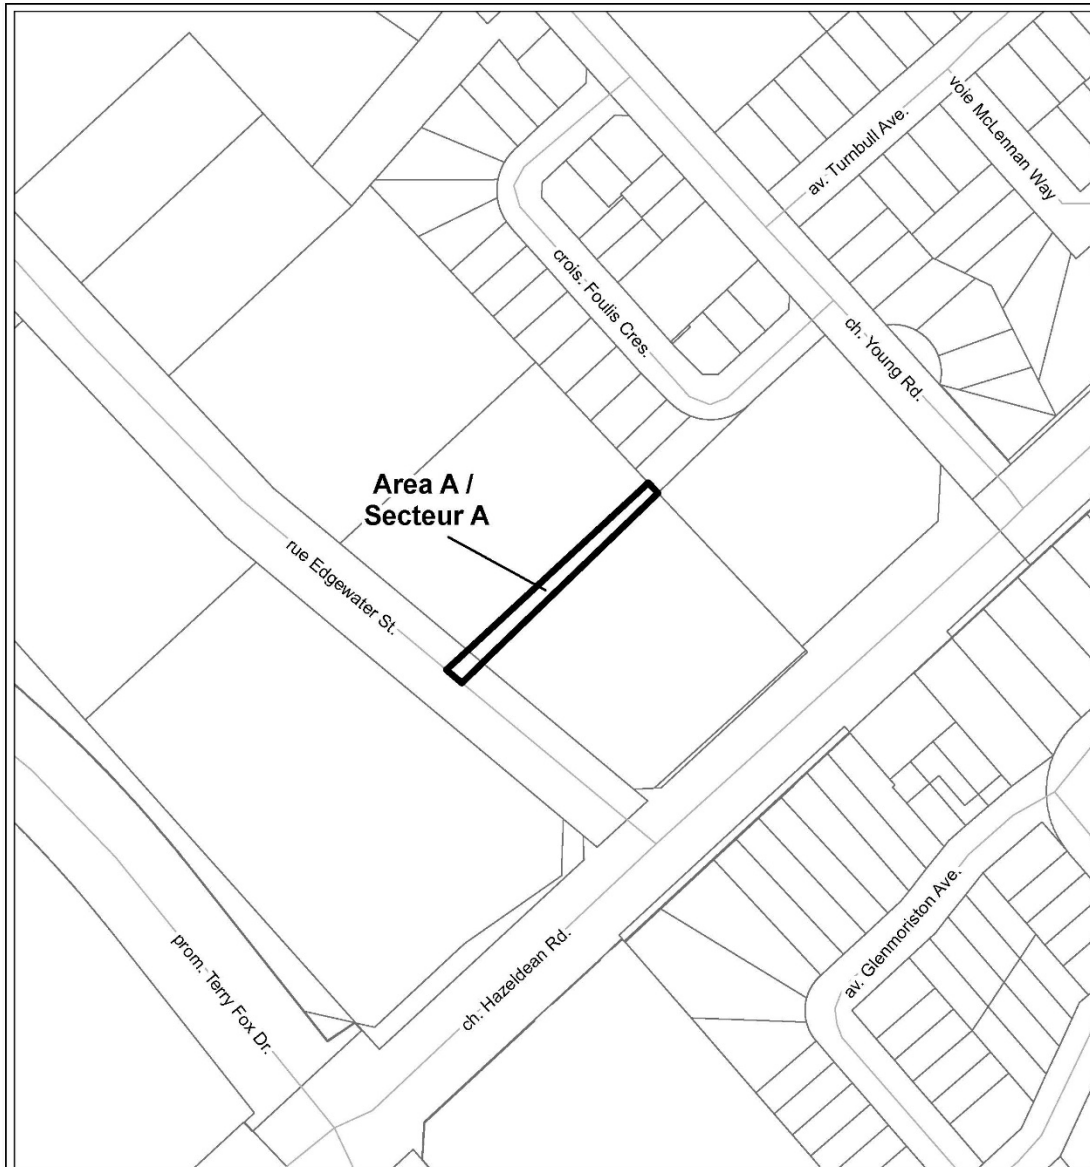 voie McLennan Way
av. Turnbull Ave.
crois. Foulis Cres.
ch. Young Rd.
Area A /
Secteur A
rue Edgewater St.
prom. Terry Fox Dr.
ch. Hazeldean Rd.
av. Glenmoriston Ave.